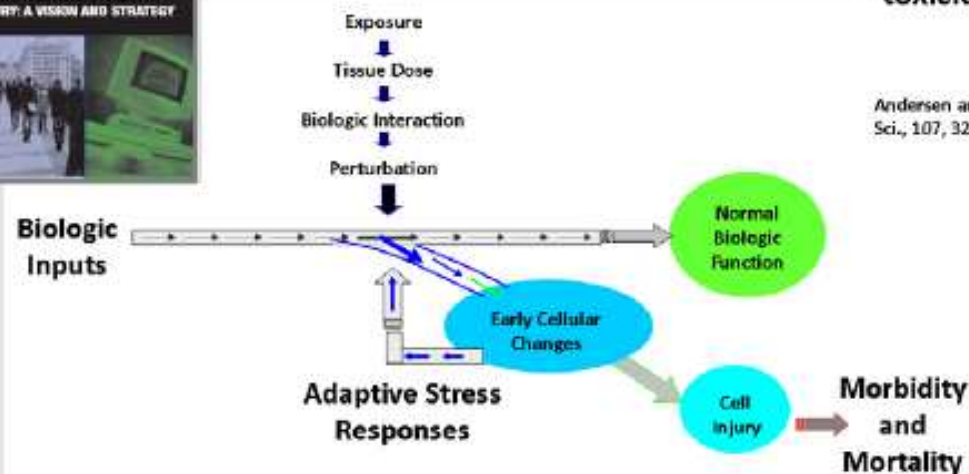 RY: A VISION AND STRATEGY
Exposure
Tissue Dose
Andersen
Sci., 107, 32
Biologic Interaction
Perturbation
Biologic
Inputs
Normal
Biologic
Function
Early Cellular
Changes
Adaptive Stress
Responses
Cell
Injury
Morbidity
and
Mortality